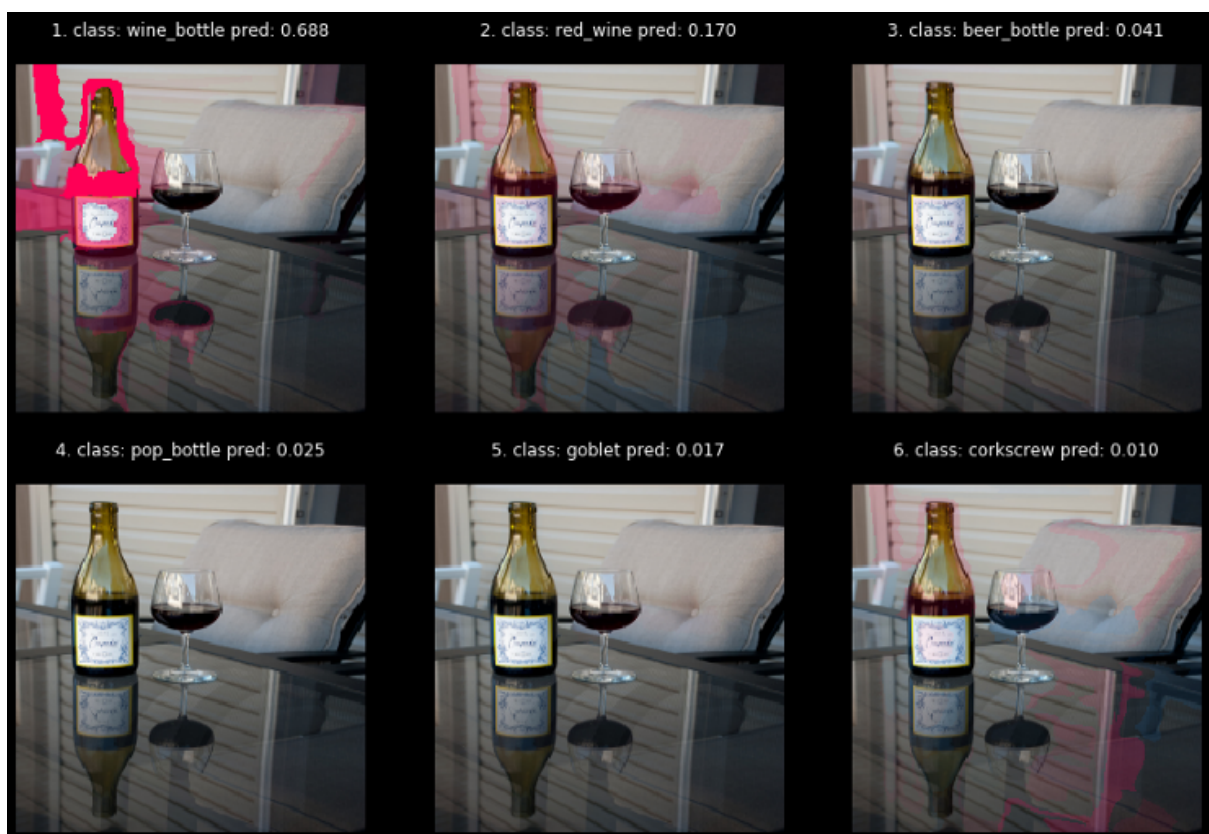 1. class: wine_bottle pred: 0.688
2. class: red_wine pred: 0.170
3. class: beer_bottle pred: 0.041
4. class: pop_bottle pred: 0.025
5. class: goblet pred: 0.017
6. class: corkscrew pred: 0.010